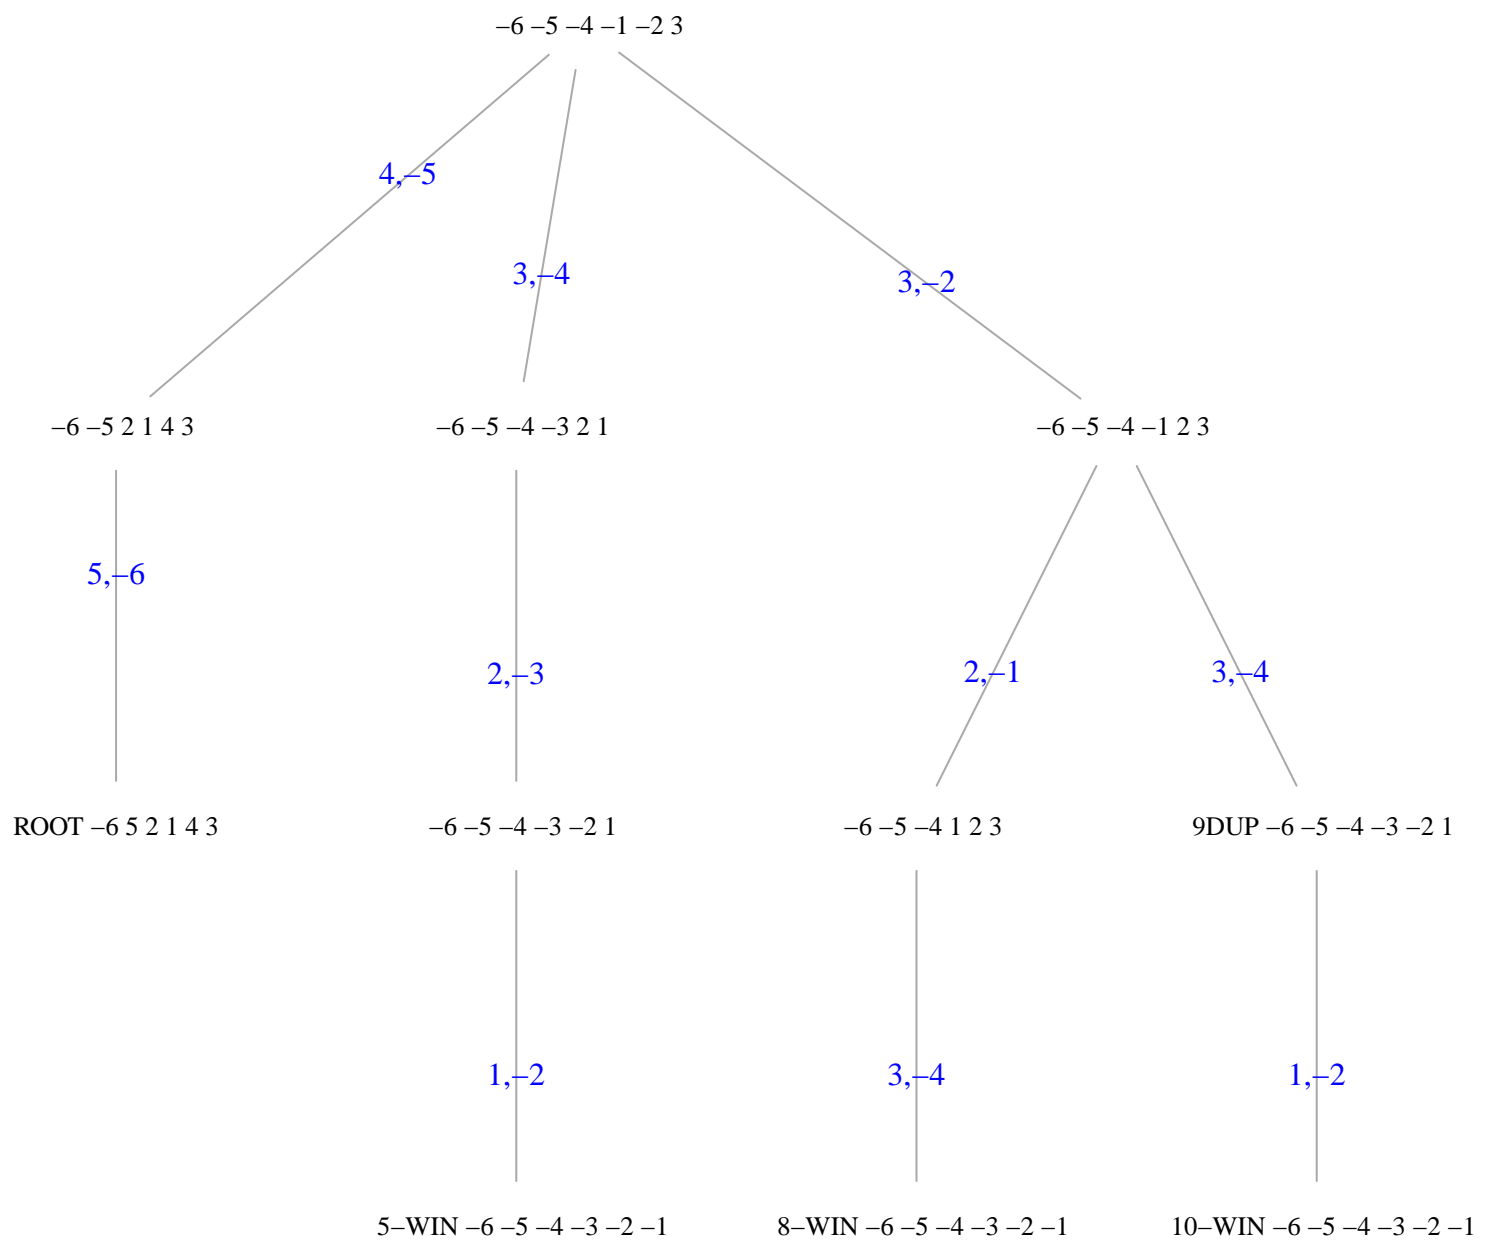 –6 –5 –4 –1 –2 3
4,–5
3,–4
3,–2
–6 –5 2 1 4 3
–6 –5 –4 –3 2 1
–6 –5 –4 –1 2 3
5,–6
2,–3
2,–1
3,–4
ROOT –6 5 2 1 4 3
–6 –5 –4 –3 –2 1
–6 –5 –4 1 2 3
9DUP –6 –5 –4 –3 –2 1
1,–2
3,–4
1,–2
5–WIN –6 –5 –4 –3 –2 –1
8–WIN –6 –5 –4 –3 –2 –1
10–WIN –6 –5 –4 –3 –2 –1